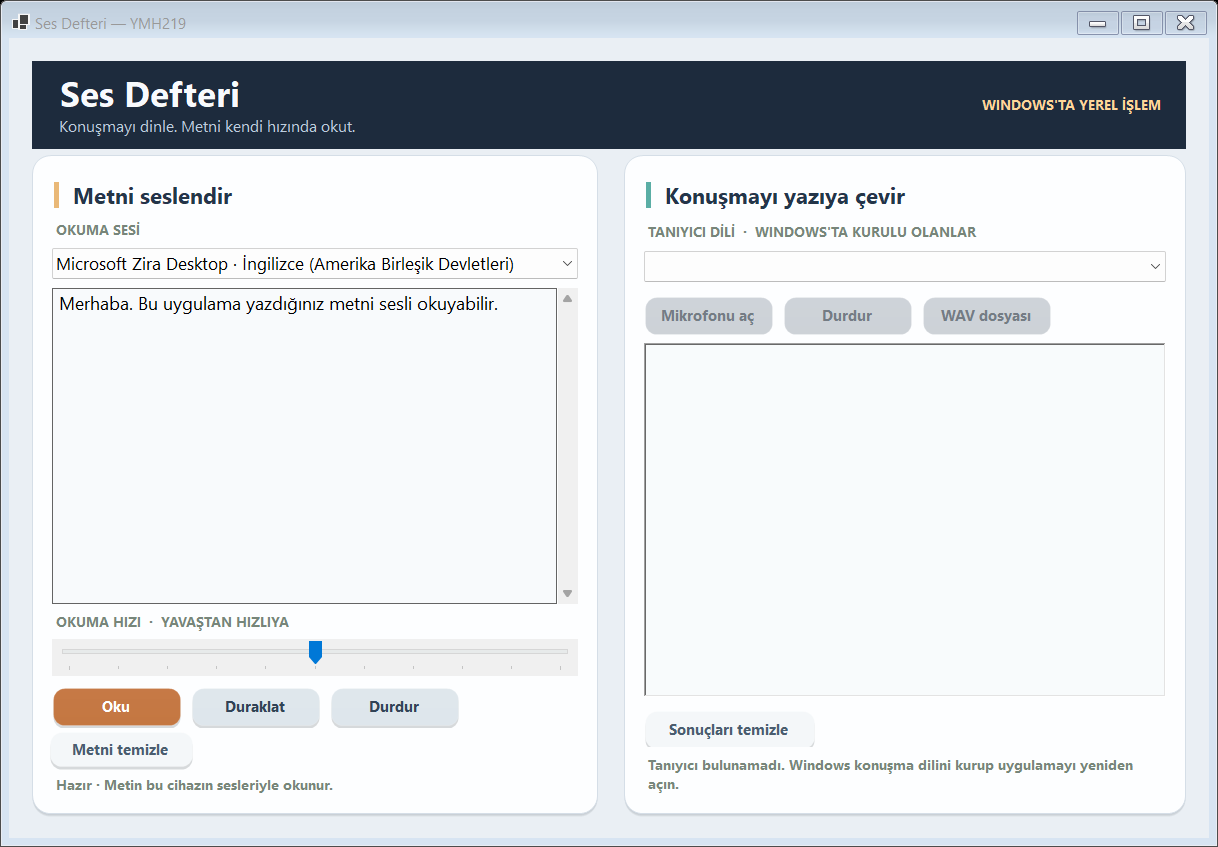 Ses Defteri — YMH219
Ses Defteri
Konuşmayı dinle. Metni kendi hızında okut.
WINDOWS'TA YEREL İŞLEM
Metni seslendir
OKUMA SESİ
Microsoft Zira Desktop · İngilizce (Amerika Birleşik Devletleri)
Merhaba. Bu uygulama yazdığınız metni sesli okuyabilir.
OKUMA HIZI · YAVAŞTAN HIZLIYA
Oku
Duraklat
Durdur
Metni temizle
Hazır · Metin bu cihazın sesleriyle okunur.
Konuşmayı yazıya çevir
TANIYICI DİLİ · WINDOWS'TA KURULU OLANLAR
Mikrofonu aç
Durdur
WAV dosyası
Sonuçları temizle
Tanıyıcı bulunamadı. Windows konuşma dilini kurup uygulamayı yeniden
açın.